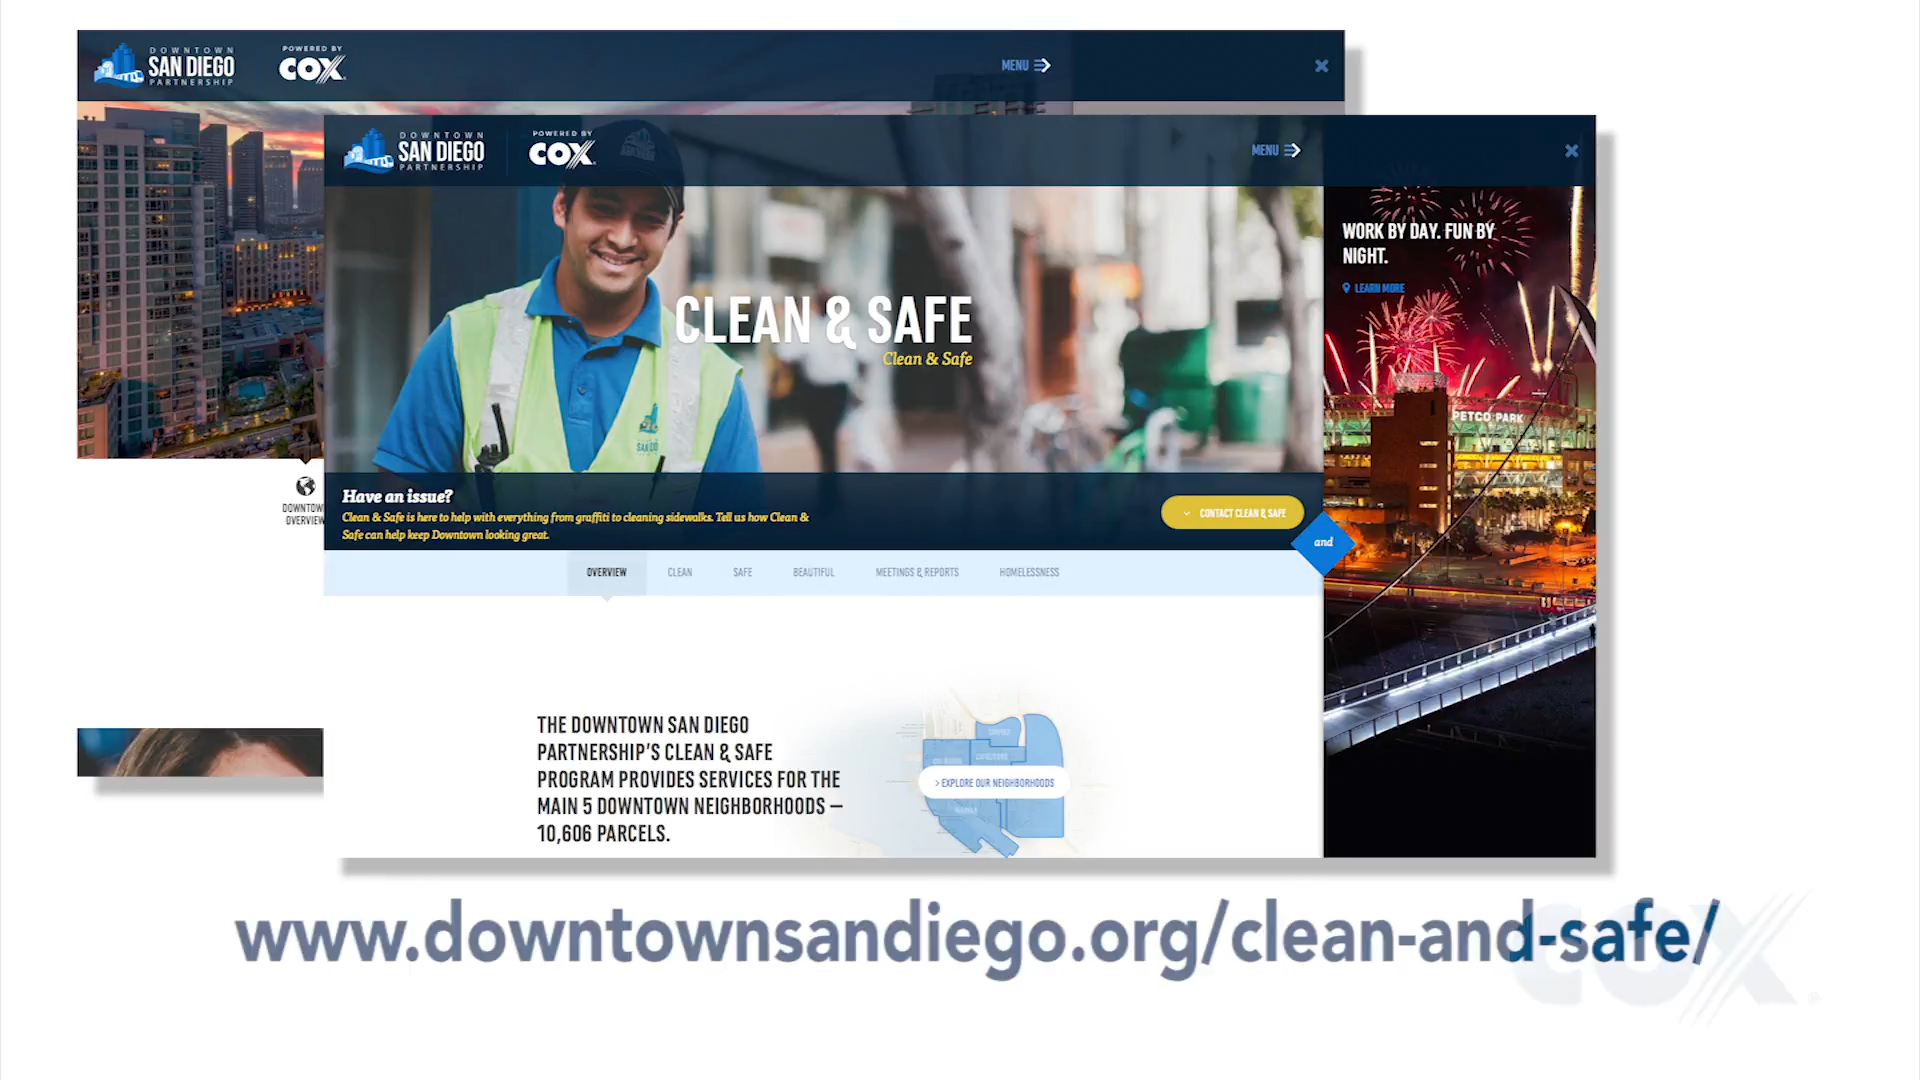 DOWNTOWN
SAN DIEGO
PARTNERSHIP
POWERED BY
COX
MENU
DOWNTOWN
SAN DIEGO
PARTNERSHIP
POWERED BY
COX
MENU
CLEAN & SAFE
Clean & Safe
WORK BY DAY. FUN BY
NIGHT.
LEARN MORE
PETCO PARK
DOWNTOWN
OVERVIEW
Have an issue?
Clean & Safe is here to help with everything from graffiti to cleaning sidewalks. Tell us how Clean &
Safe can help keep Downtown looking great.
CONTACT CLEAN & SAFE
and
OVERVIEW
CLEAN
SAFE
BEAUTIFUL
MEETINGS & REPORTS
HOMELESSNESS
THE DOWNTOWN SAN DIEGO
PARTNERSHIP'S CLEAN & SAFE
PROGRAM PROVIDES SERVICES FOR THE
MAIN 5 DOWNTOWN NEIGHBORHOODS –
10,606 PARCELS.
> EXPLORE OUR NEIGHBORHOODS
www.downtownsandiego.org/clean-and-safe/
COX